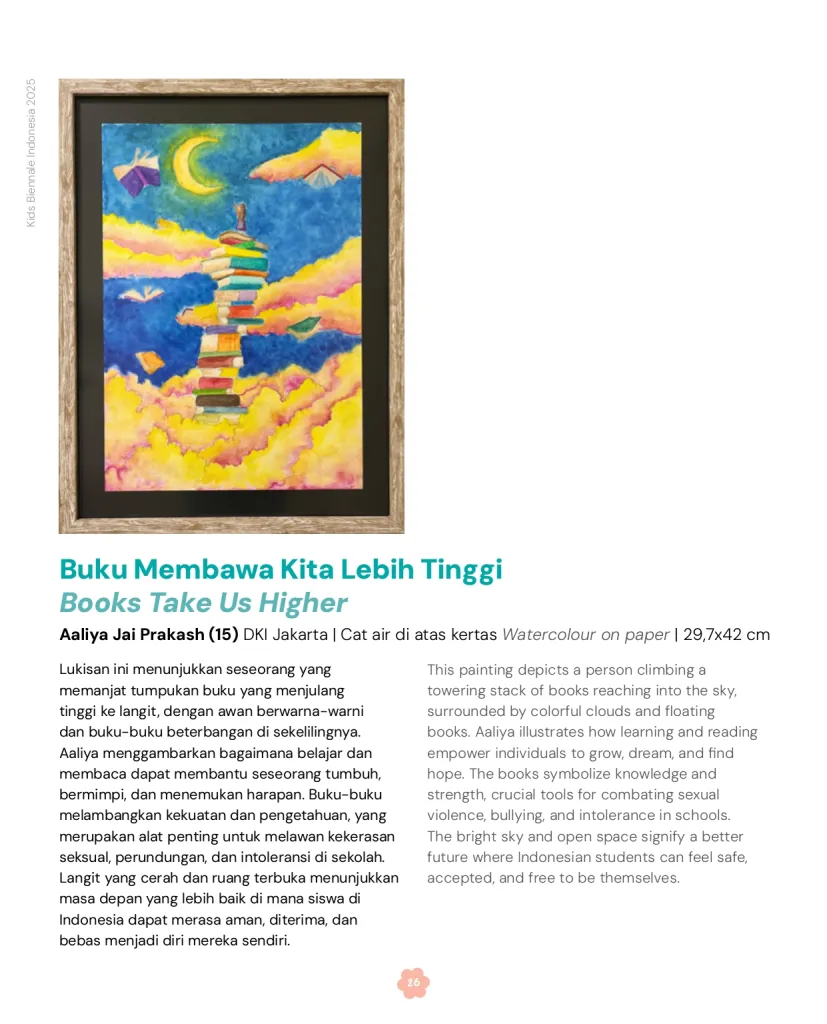 Kids Biennale Indonesia 2025
Buku Membawa Kita Lebih Tinggi
Books Take Us Higher
Aaliya Jai Prakash (15) DKI Jakarta | Cat air di atas kertas Watercolour on paper | 29,7x42 cm
Lukisan ini menunjukkan seseorang yang
memanjat tumpukan buku yang menjulang
tinggi ke langit, dengan awan berwarna-warni
dan buku-buku beterbangan di sekelilingnya.
Aaliya menggambarkan bagaimana belajar dan
membaca dapat membantu seseorang tumbuh,
bermimpi, dan menemukan harapan. Buku-buku
melambangkan kekuatan dan pengetahuan, yang
merupakan alat penting untuk melawan kekerasan
seksual, perundungan, dan intoleransi di sekolah.
Langit yang cerah dan ruang terbuka menunjukkan
masa depan yang lebih baik di mana siswa di
Indonesia dapat merasa aman, diterima, dan
bebas menjadi diri mereka sendiri.
This painting depicts a person climbing a
towering stack of books reaching into the sky,
surrounded by colorful clouds and floating
books. Aaliya illustrates how learning and reading
empower individuals to grow, dream, and find
hope. The books symbolize knowledge and
strength, crucial tools for combating sexual
violence, bullying, and intolerance in schools.
The bright sky and open space signify a better
future where Indonesian students can feel safe,
accepted, and free to be themselves.
26